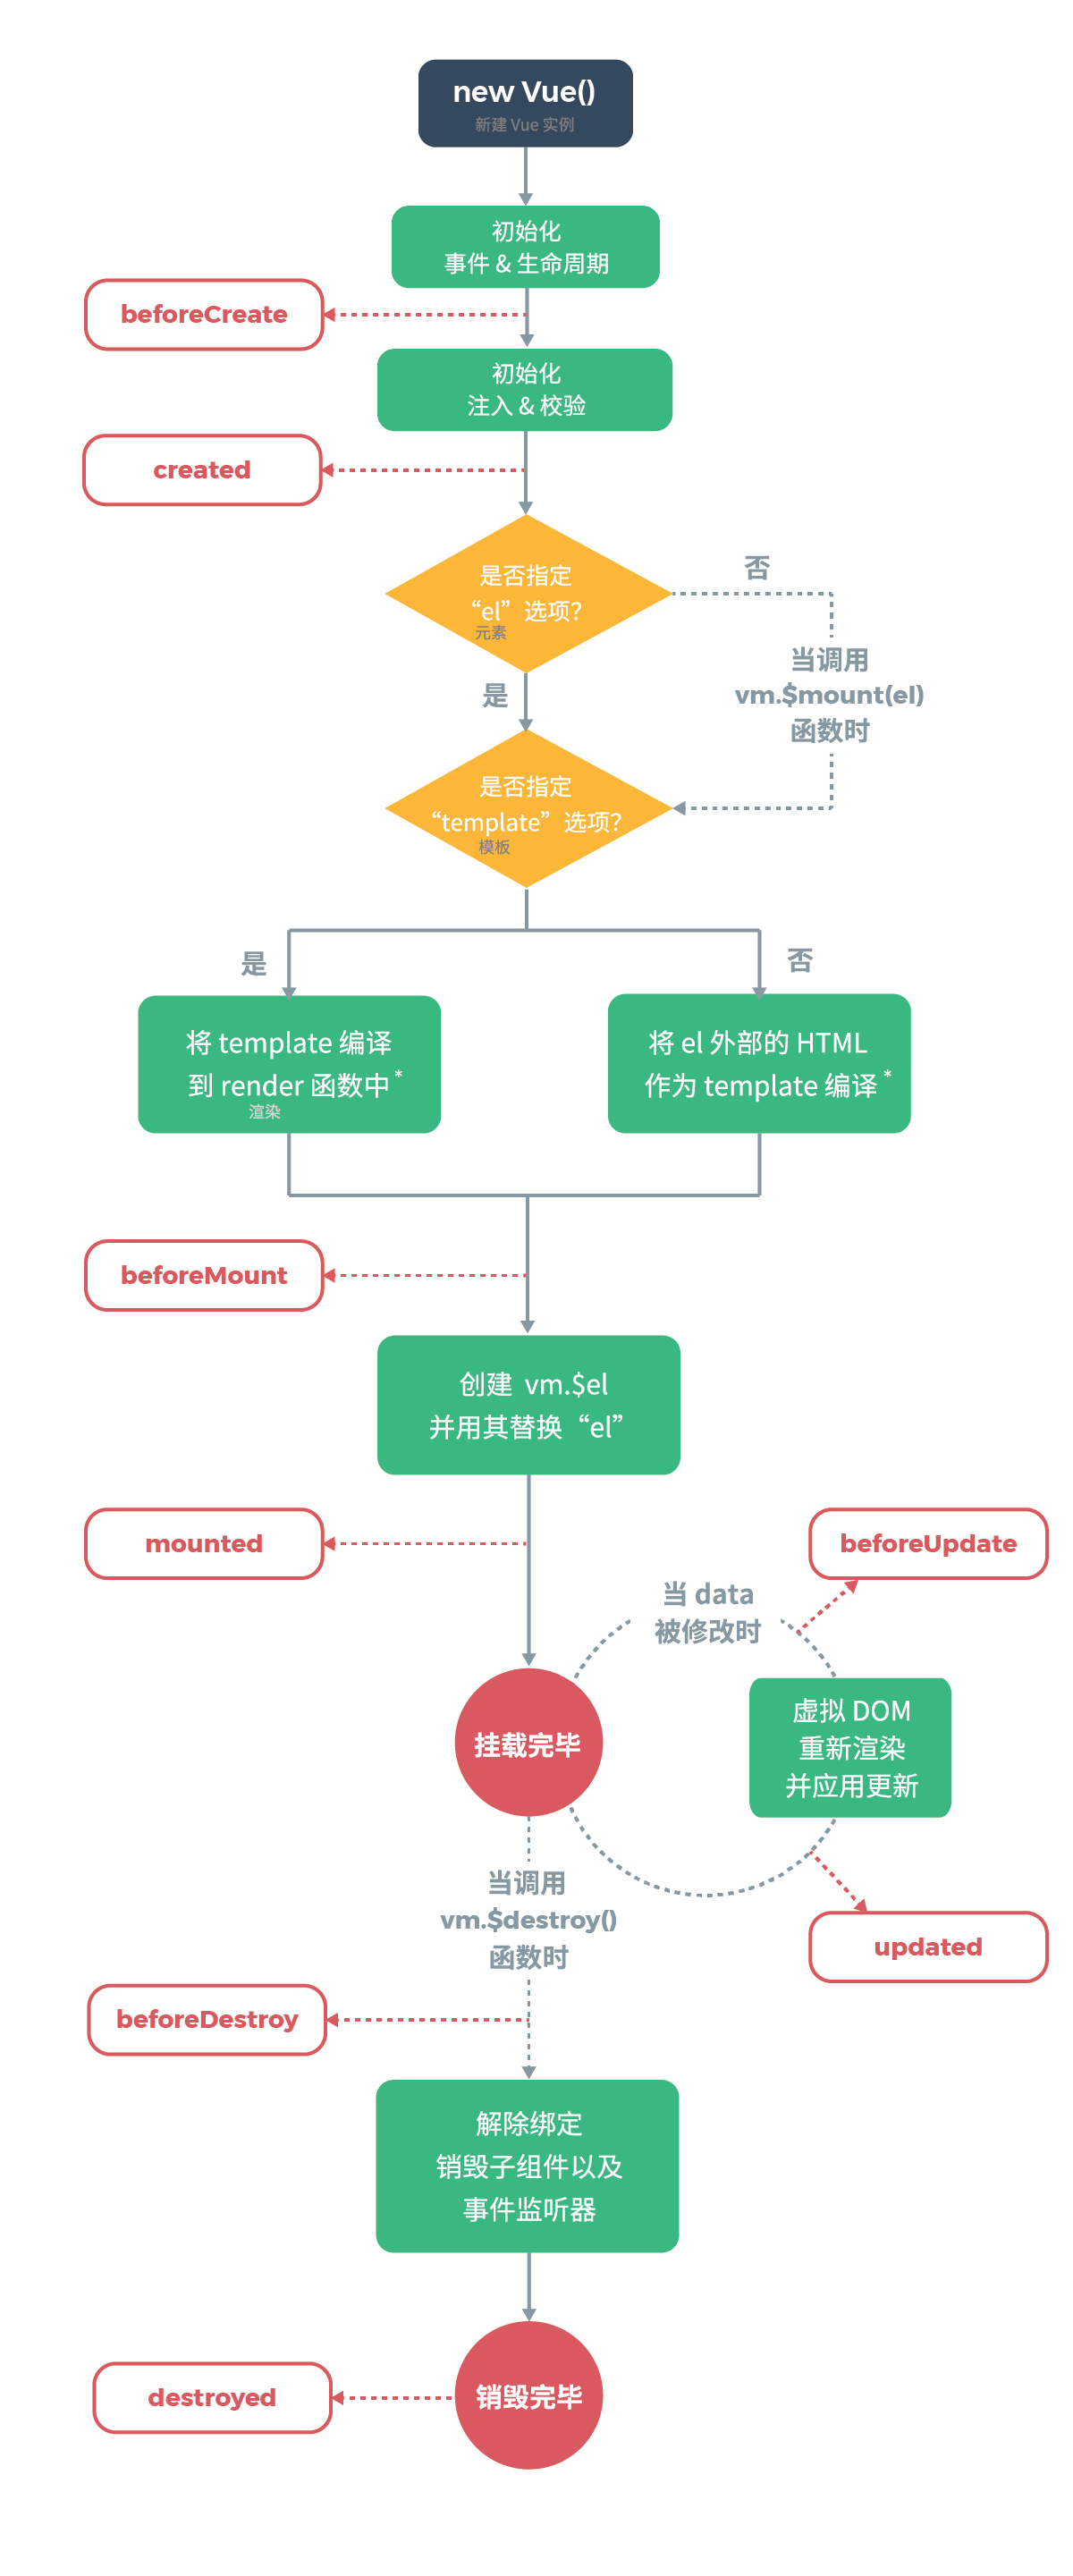 new Vue()
新建 Vue 实例
初始化
事件 & 生命周期
beforeCreate
初始化
注入 & 校验
created
是否指定
“el”选项?
元素
否
当调用
vm.$mount(el)
函数时
是
是否指定
“template”选项?
模板
是
否
将 template 编译
到 render 函数中*
渲染
将 el 外部的 HTML
作为 template 编译*
beforeMount
创建 vm.$el
并用其替换“el”
mounted
beforeUpdate
当 data
被修改时
挂载完毕
虚拟 DOM
重新渲染
并应用更新
当调用
vm.$destroy()
函数时
updated
beforeDestroy
解除绑定
销毁子组件以及
事件监听器
销毁完毕
destroyed